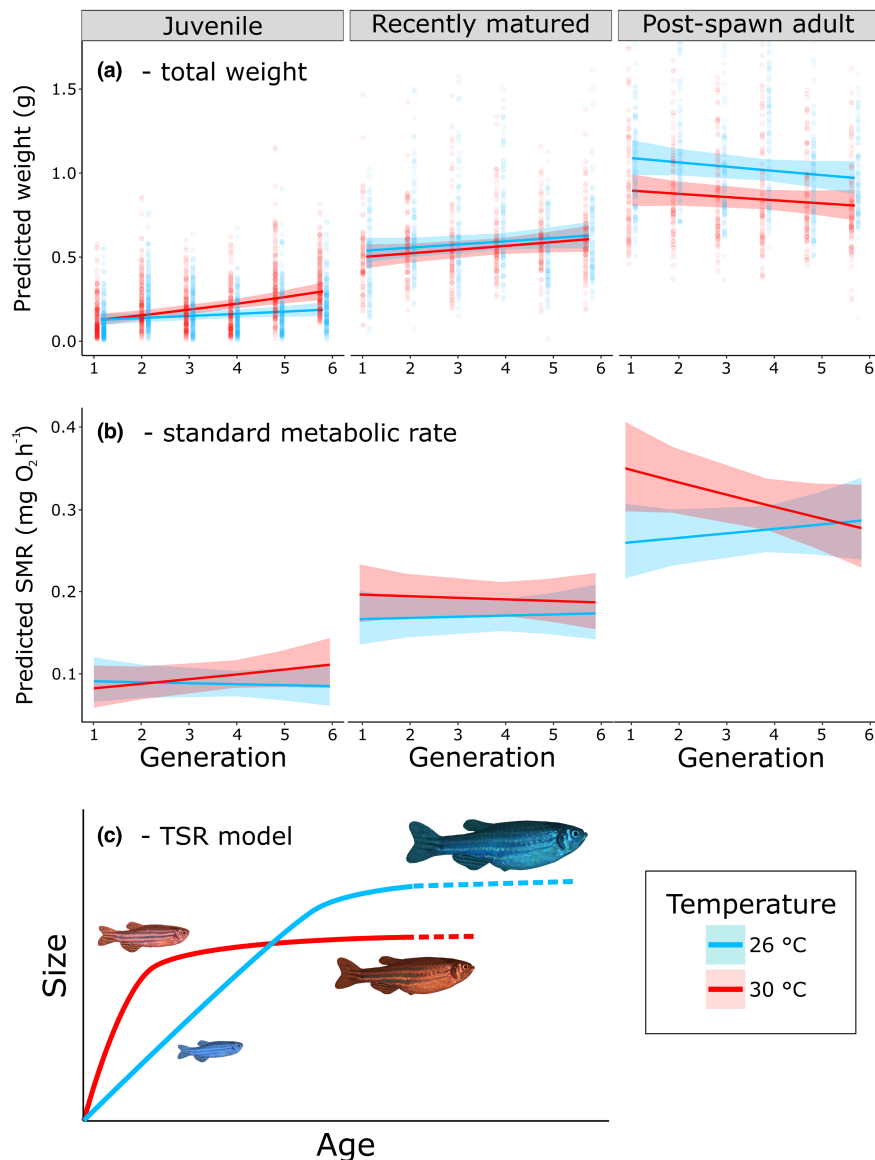 Juvenile
Recently matured
Post-spawn adult
(a) - total weight
Predicted weight (g)
1.5
1.0
0.5
0.0
1 2 3 4 5 6
1 2 3 4 5 6
1 2 3 4 5 6
(b) - standard metabolic rate
Predicted SMR (mg O₂ h⁻¹)
0.4
0.3
0.2
0.1
1 2 3 4 5 6
1 2 3 4 5 6
1 2 3 4 5 6
Generation
Generation
Generation
(c) - TSR model
Size
Age
Temperature
26 °C
30 °C